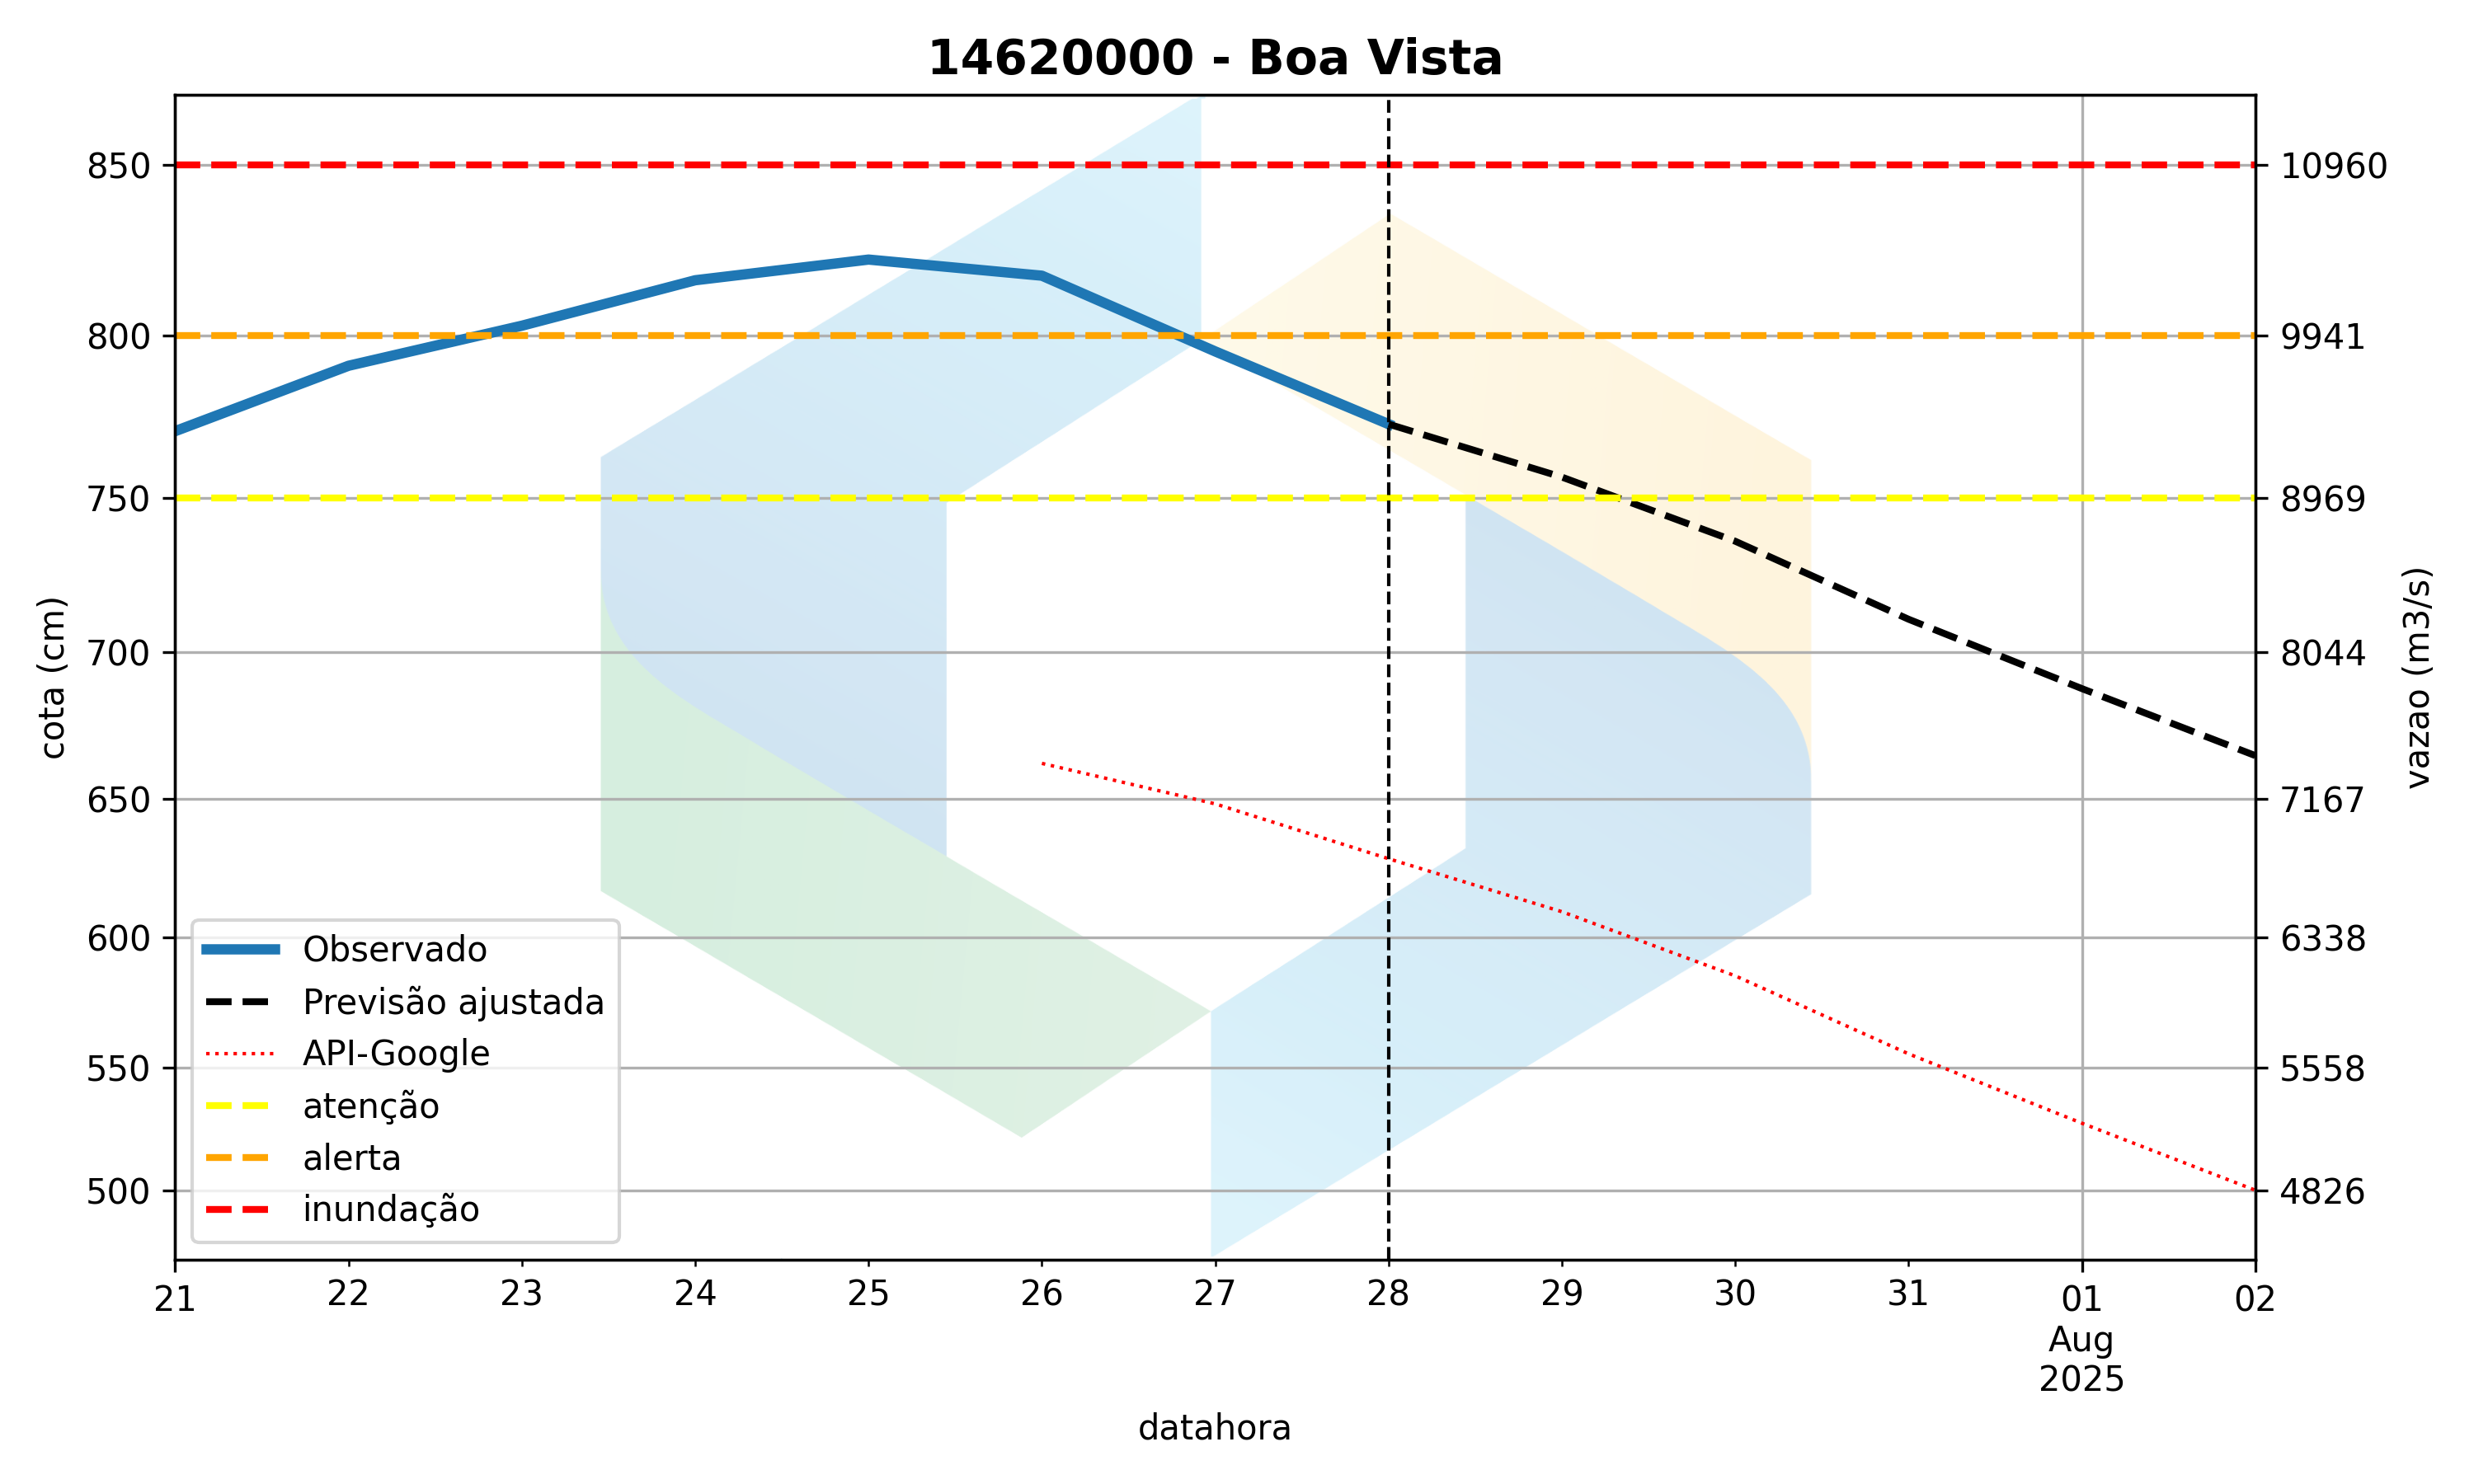 14620000 - Boa Vista
cota (cm)
850
800
750
700
650
600
550
500
10960
9941
8969
8044
7167
6338
5558
4826
vazao (m3/s)
Observado
Previsão ajustada
API-Google
atenção
alerta
inundação
21 22 23 24 25 26 27 28 29 30 31 01 02
Aug
2025
datahora